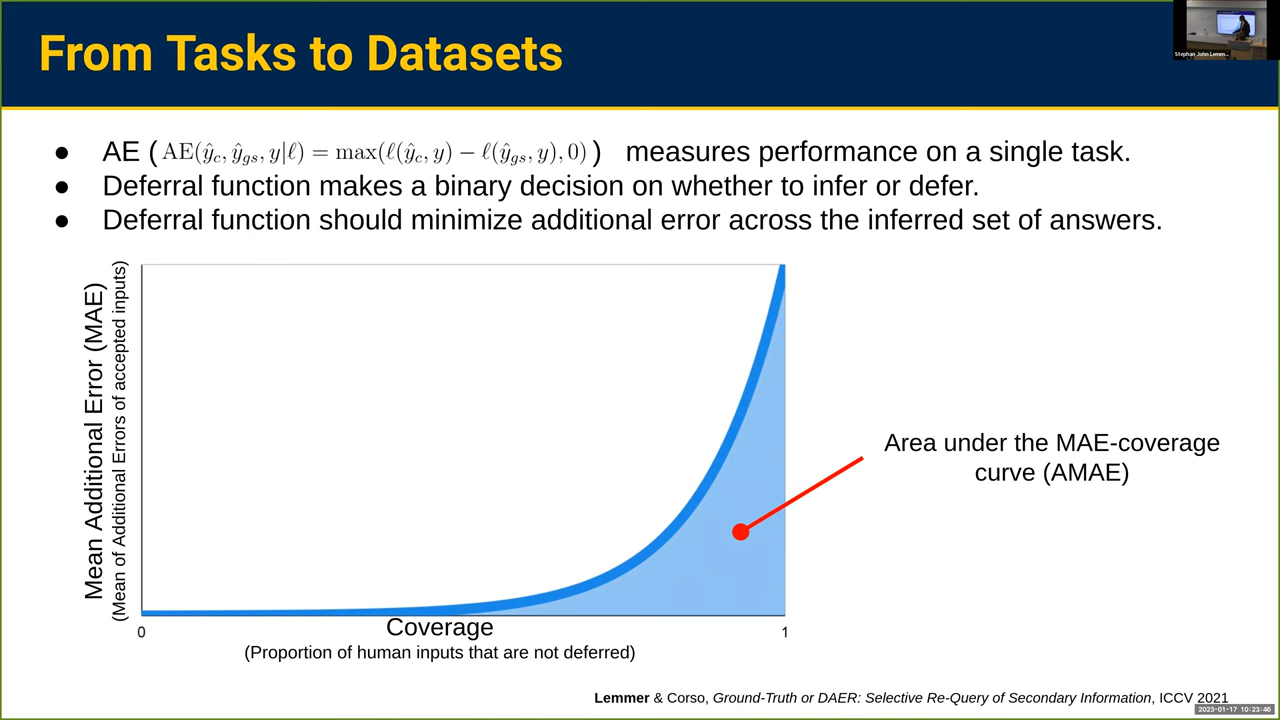 From Tasks to Datasets
Stephan John Lemm...
● AE ( AE(ŷ_c, ŷ_gs, y|ℓ) = max(ℓ(ŷ_c, y) − ℓ(ŷ_gs, y), 0) ) measures performance on a single task.
● Deferral function makes a binary decision on whether to infer or defer.
● Deferral function should minimize additional error across the inferred set of answers.
Mean Additional Error (MAE)
(Mean of Additional Errors of accepted inputs)
Area under the MAE-coverage
curve (AMAE)
0
Coverage
1
(Proportion of human inputs that are not deferred)
Lemmer & Corso, Ground-Truth or DAER: Selective Re-Query of Secondary Information, ICCV 2021
2023-01-17 10:23:46